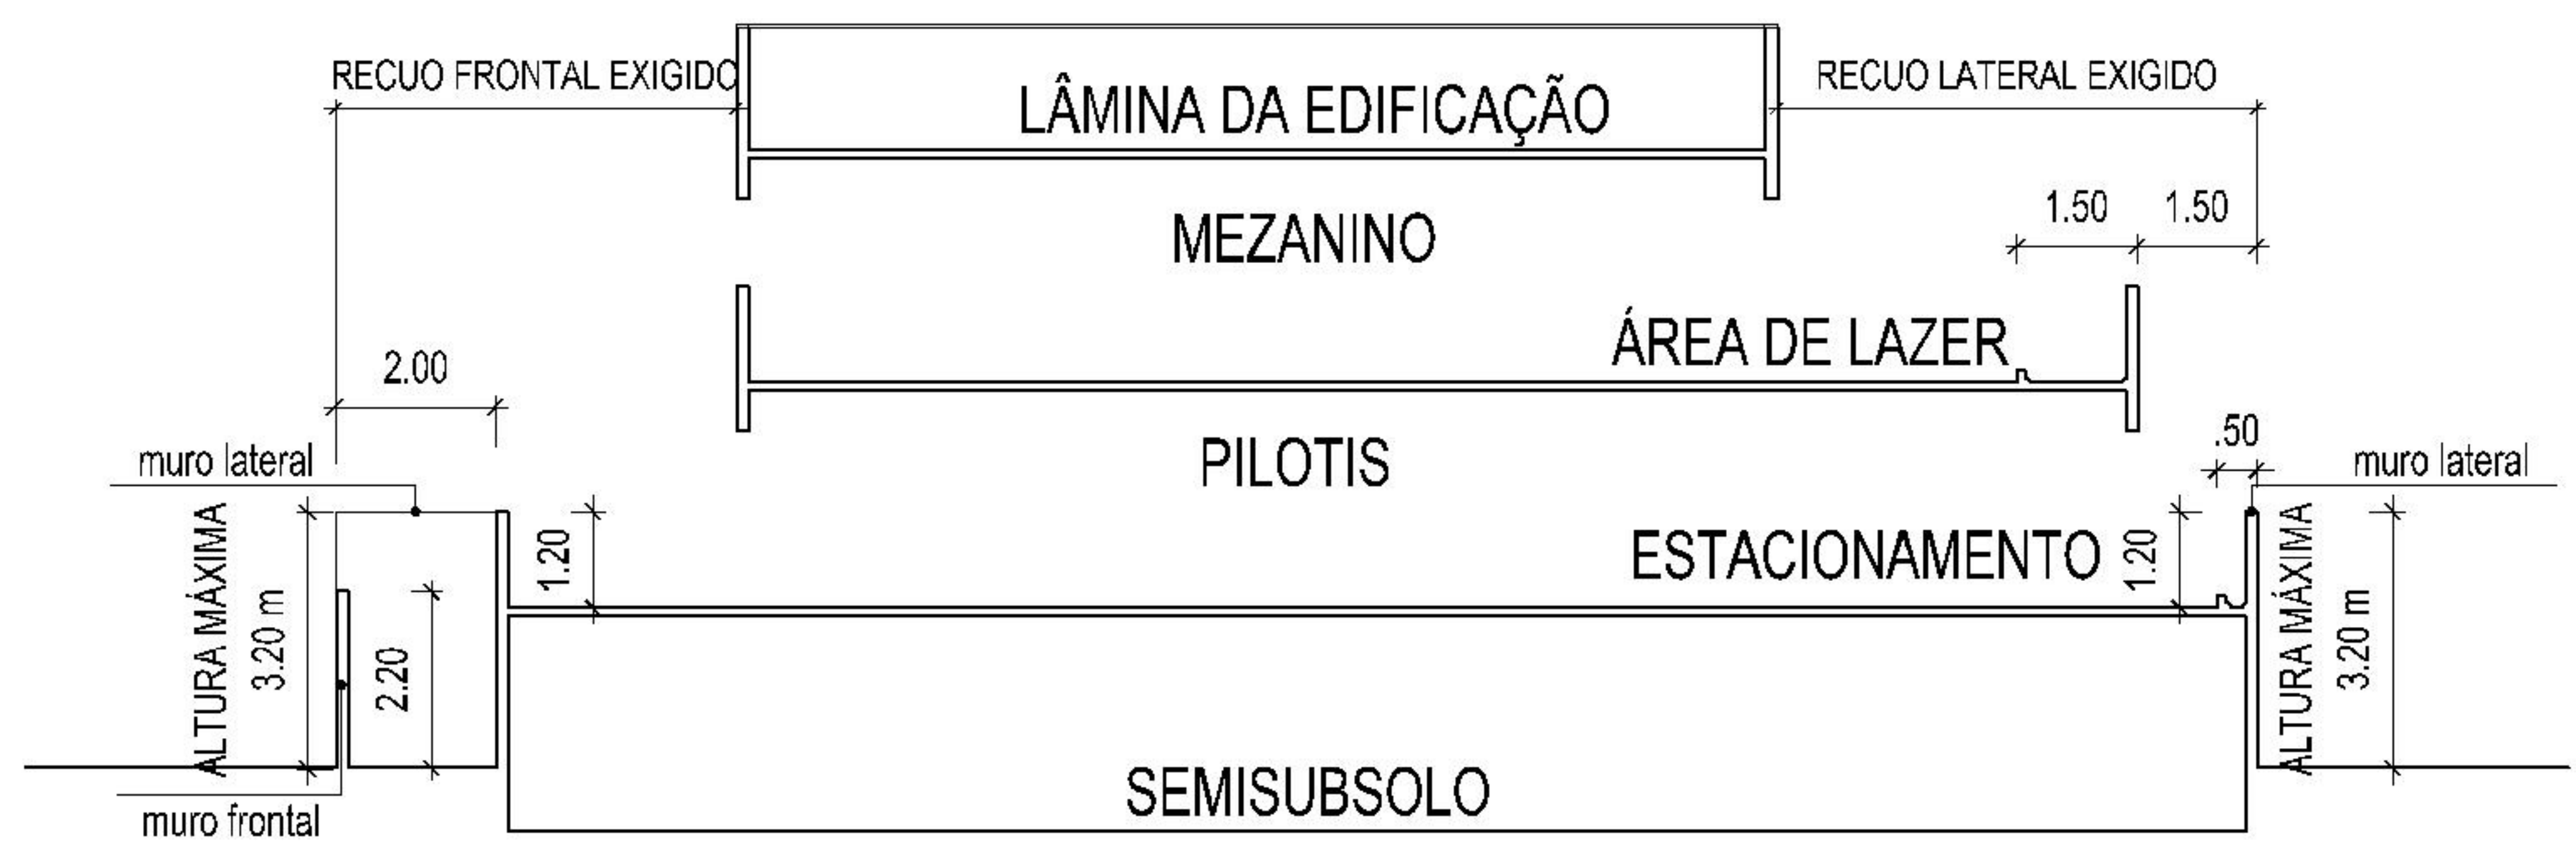 RECUO FRONTAL EXIGIDO
LÂMINA DA EDIFICAÇÃO
RECUO LATERAL EXIGIDO
MEZANINO
1.50
1.50
ÁREA DE LAZER
2.00
PILOTIS
.50
muro lateral
muro lateral
ALTURA MÁXIMA
3.20 m
1.20
ESTACIONAMENTO
1.20
ALTURA MÁXIMA
3.20 m
2.20
SEMISUBSOLO
muro frontal